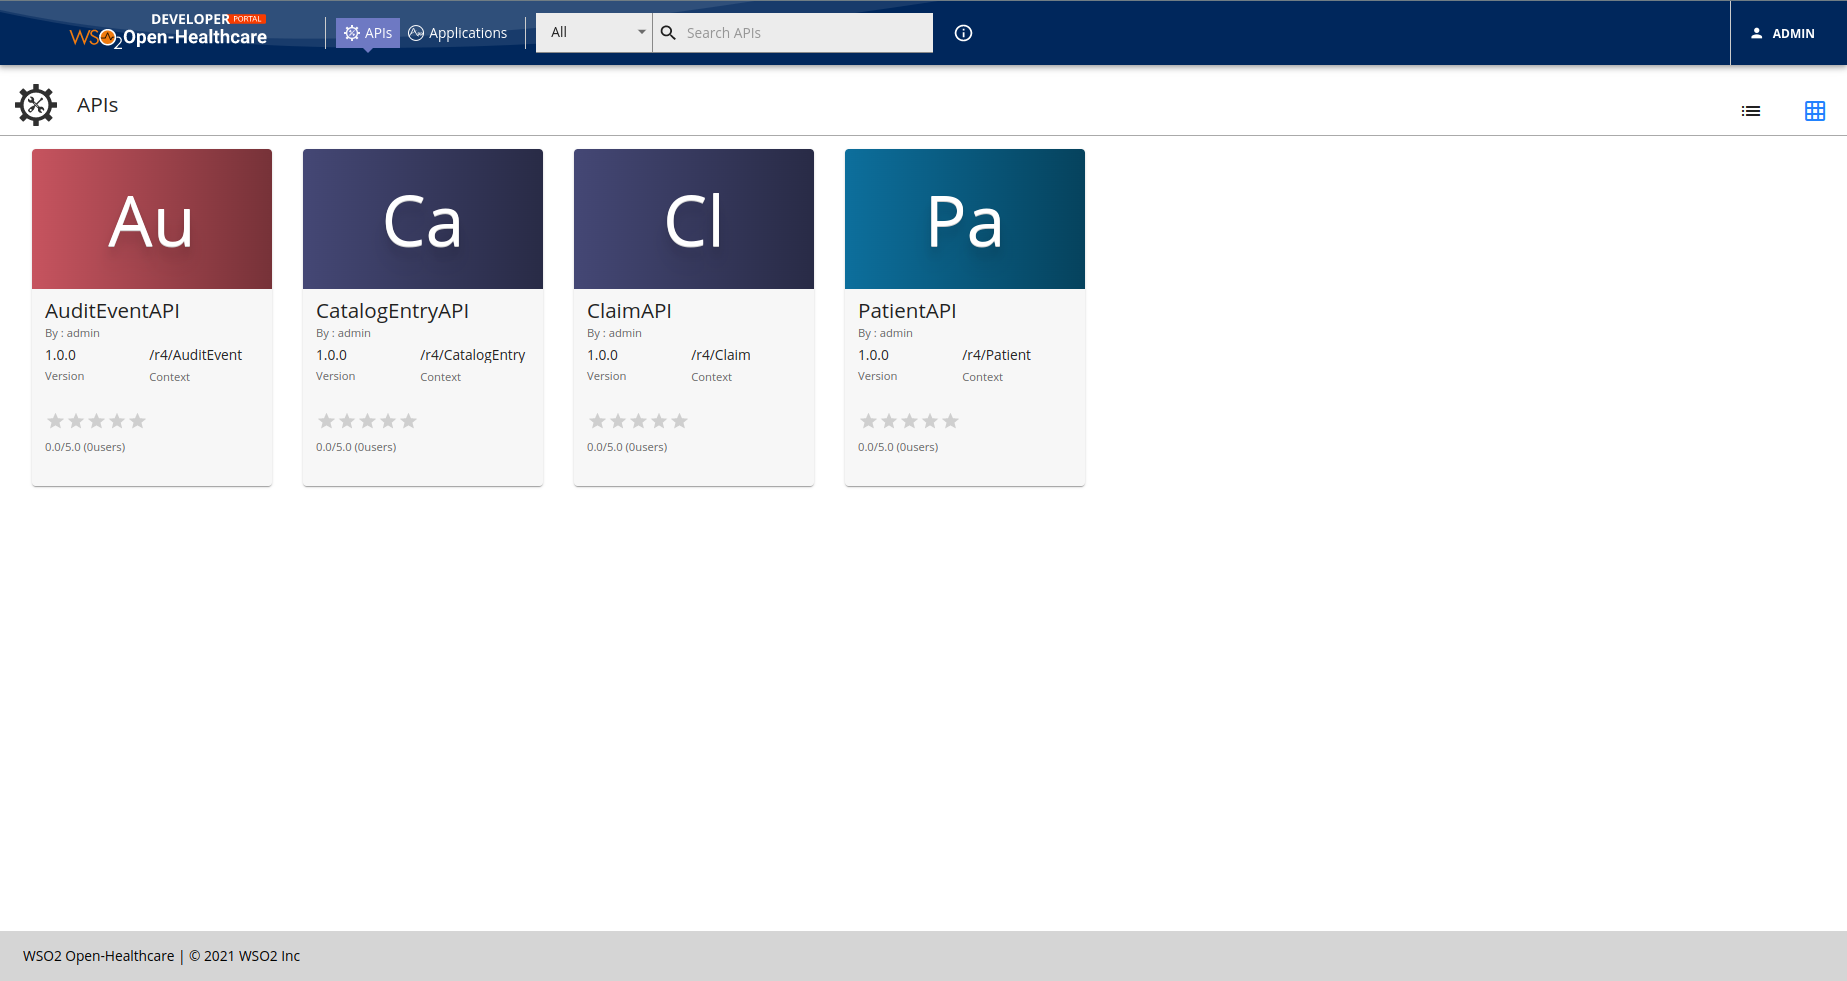 DEVELOPER PORTAL
WSO2 Open-Healthcare
APIs
Applications
All
Search APIs
ADMIN
APIs
Au
AuditEventAPI
By : admin
1.0.0 /r4/AuditEvent
Version Context
0.0/5.0 (0users)
Ca
CatalogEntryAPI
By : admin
1.0.0 /r4/CatalogEntry
Version Context
0.0/5.0 (0users)
Cl
ClaimAPI
By : admin
1.0.0 /r4/Claim
Version Context
0.0/5.0 (0users)
Pa
PatientAPI
By : admin
1.0.0 /r4/Patient
Version Context
0.0/5.0 (0users)
WSO2 Open-Healthcare | © 2021 WSO2 Inc